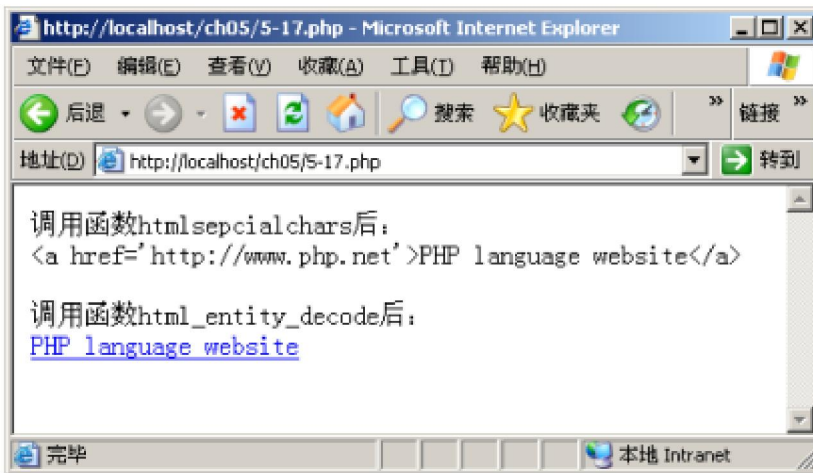 http://localhost/ch05/5-17.php - Microsoft Internet Explorer
文件(F) 编辑(E) 查看(V) 收藏(A) 工具(T) 帮助(H)
后退 搜索 收藏夹 » 链接 »
地址(D) http://localhost/ch05/5-17.php 转到
调用函数htmlsepcialchars后：
<a href='http://www.php.net'>PHP language website</a>
调用函数html_entity_decode后：
PHP language website
完毕 本地 Intranet